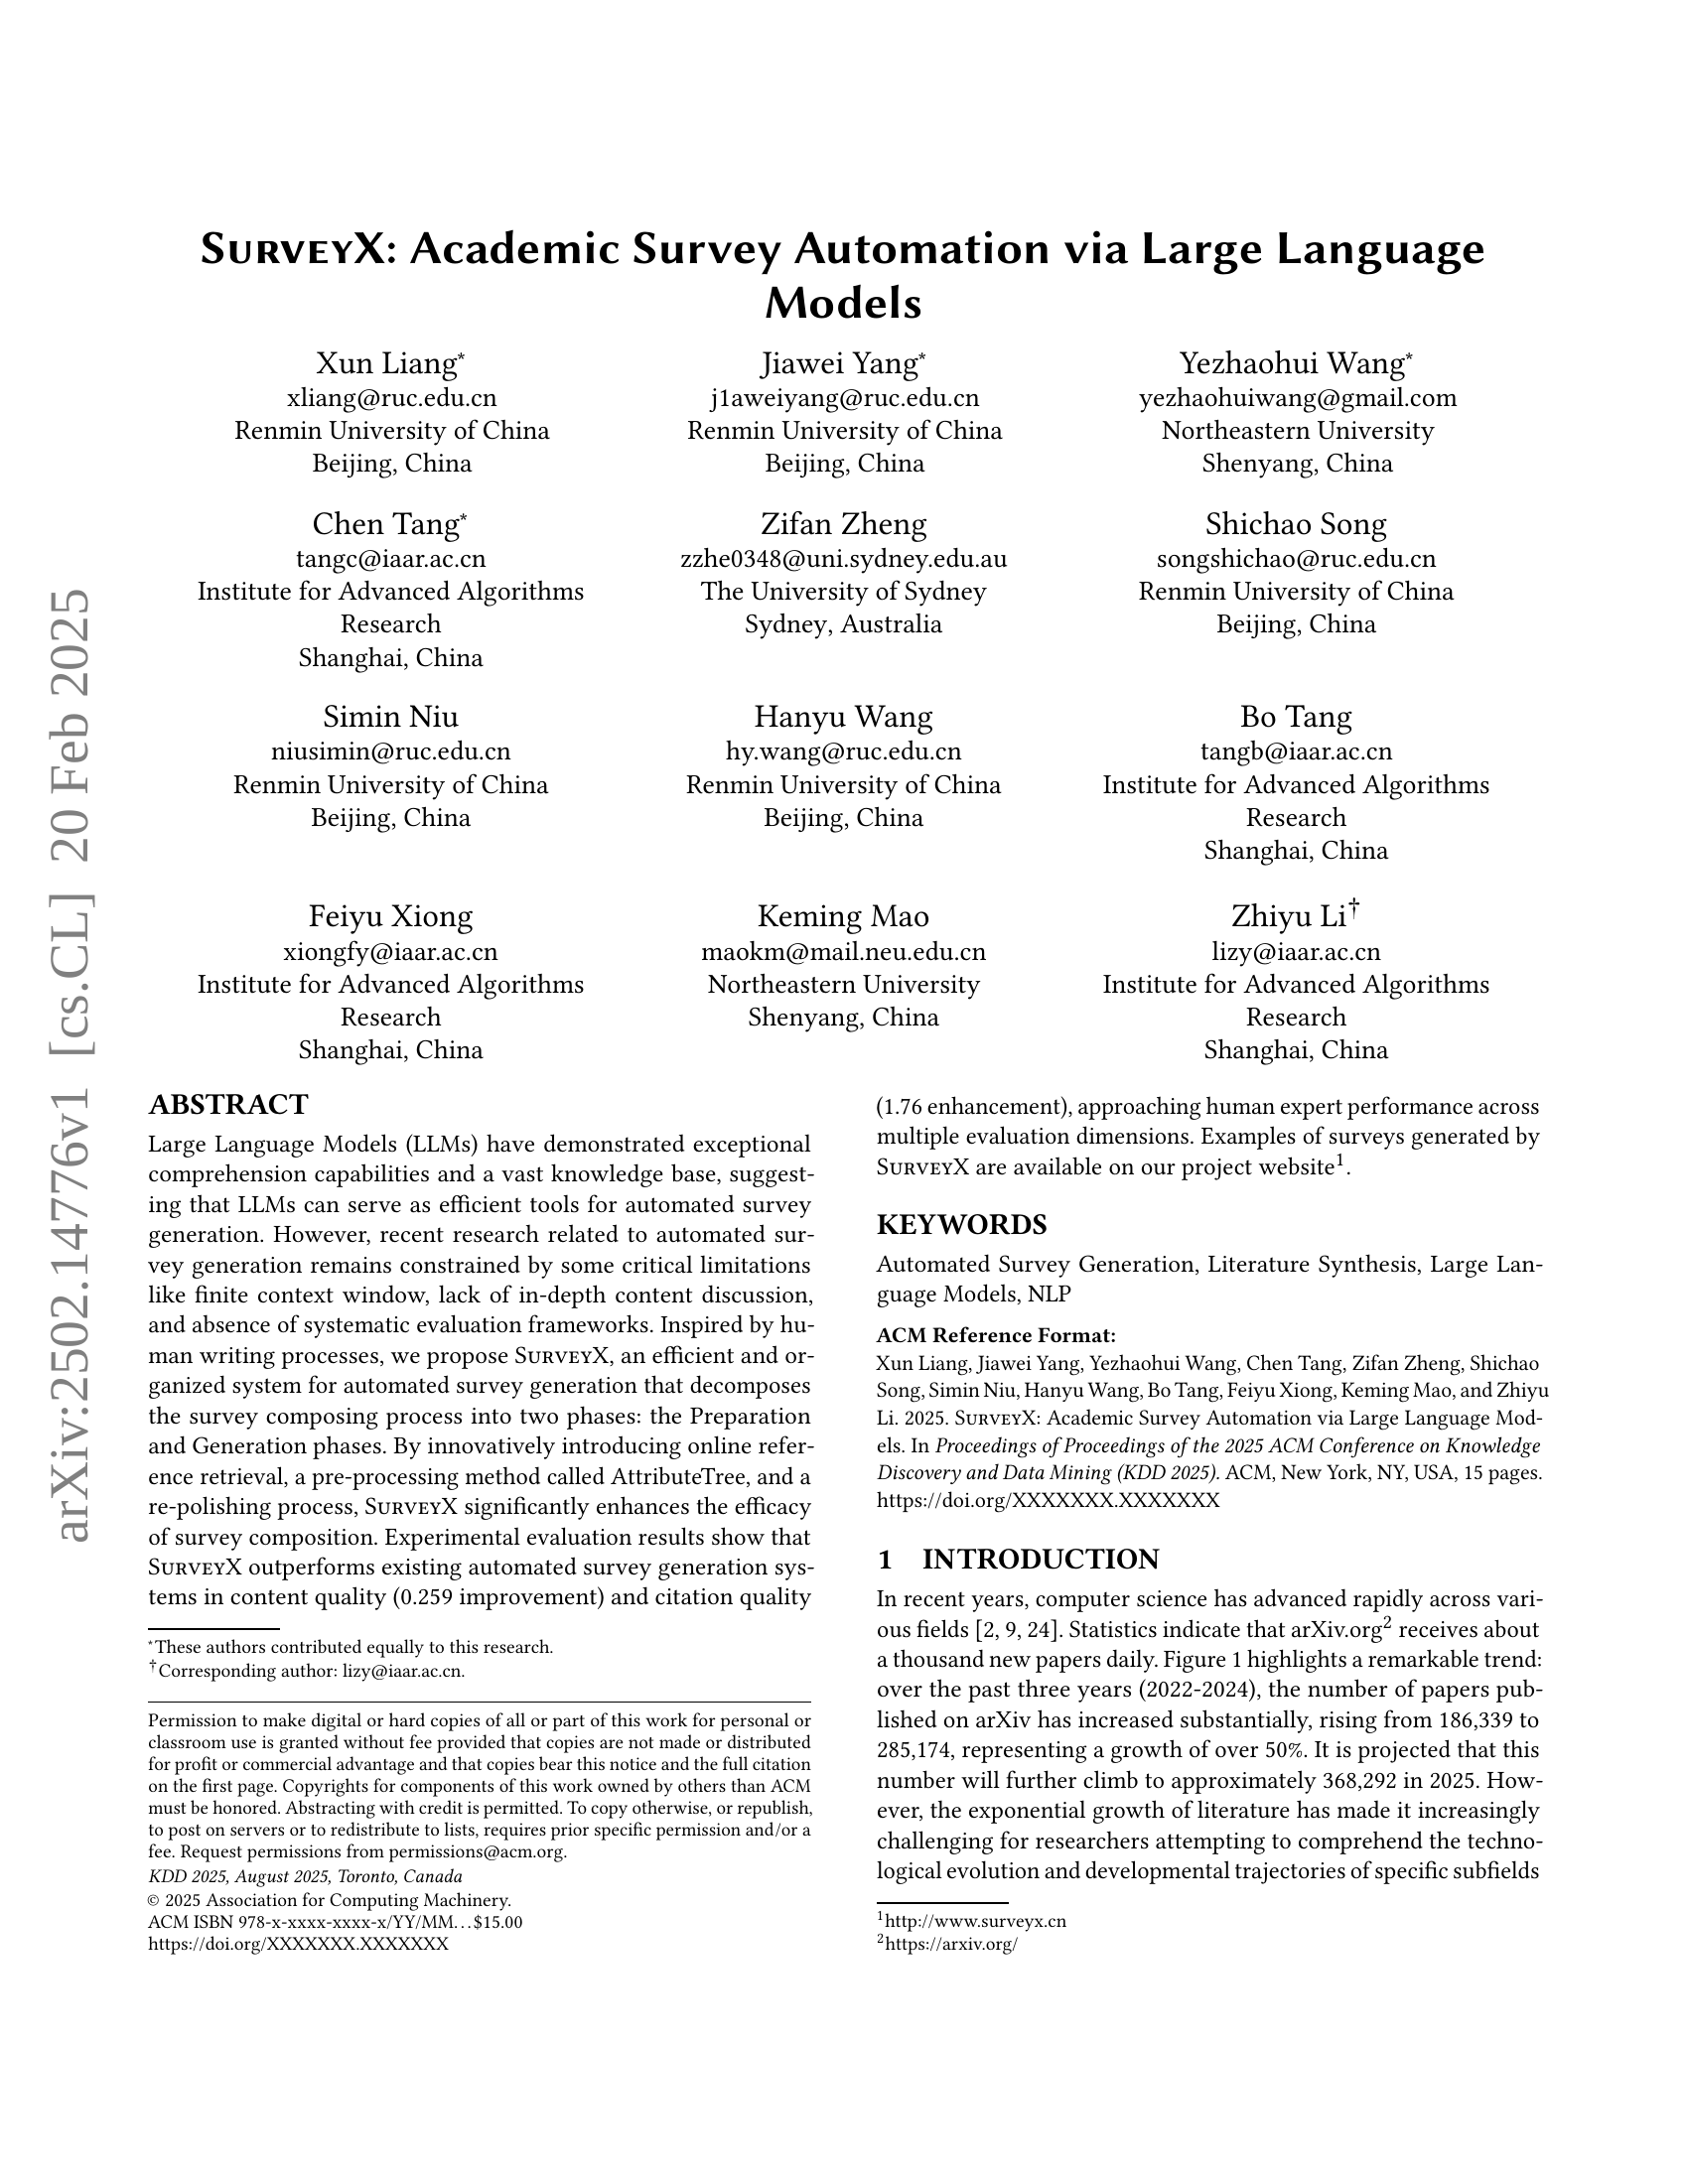 arXiv:2502.14776v1 [cs.CL] 20 Feb 2025
SurveyX: Academic Survey Automation via Large Language
Models
Xun Liang*
xliang@ruc.edu.cn
Renmin University of China
Beijing, China
Jiawei Yang*
j1aweiyang@ruc.edu.cn
Renmin University of China
Beijing, China
Yezhaohui Wang*
yezhaohuiwang@gmail.com
Northeastern University
Shenyang, China
Chen Tang*
tangc@iaar.ac.cn
Institute for Advanced Algorithms
Research
Shanghai, China
Zifan Zheng
zzhe0348@uni.sydney.edu.au
The University of Sydney
Sydney, Australia
Shichao Song
songshichao@ruc.edu.cn
Renmin University of China
Beijing, China
Simin Niu
niusimin@ruc.edu.cn
Renmin University of China
Beijing, China
Hanyu Wang
hy.wang@ruc.edu.cn
Renmin University of China
Beijing, China
Bo Tang
tangb@iaar.ac.cn
Institute for Advanced Algorithms
Research
Shanghai, China
Feiyu Xiong
xiongfy@iaar.ac.cn
Institute for Advanced Algorithms
Research
Shanghai, China
Keming Mao
maokm@mail.neu.edu.cn
Northeastern University
Shenyang, China
Zhiyu Li†
lizy@iaar.ac.cn
Institute for Advanced Algorithms
Research
Shanghai, China
ABSTRACT
Large Language Models (LLMs) have demonstrated exceptional
comprehension capabilities and a vast knowledge base, suggest-
ing that LLMs can serve as efficient tools for automated survey
generation. However, recent research related to automated sur-
vey generation remains constrained by some critical limitations
like finite context window, lack of in-depth content discussion,
and absence of systematic evaluation frameworks. Inspired by hu-
man writing processes, we propose SurveyX, an efficient and or-
ganized system for automated survey generation that decomposes
the survey composing process into two phases: the Preparation
and Generation phases. By innovatively introducing online refer-
ence retrieval, a pre-processing method called AttributeTree, and a
re-polishing process, SurveyX significantly enhances the efficacy
of survey composition. Experimental evaluation results show that
SurveyX outperforms existing automated survey generation sys-
tems in content quality (0.259 improvement) and citation quality
*These authors contributed equally to this research.
†Corresponding author: lizy@iaar.ac.cn.
Permission to make digital or hard copies of all or part of this work for personal or
classroom use is granted without fee provided that copies are not made or distributed
for profit or commercial advantage and that copies bear this notice and the full citation
on the first page. Copyrights for components of this work owned by others than ACM
must be honored. Abstracting with credit is permitted. To copy otherwise, or republish,
to post on servers or to redistribute to lists, requires prior specific permission and/or a
fee. Request permissions from permissions@acm.org.
KDD 2025, August 2025, Toronto, Canada
© 2025 Association for Computing Machinery.
ACM ISBN 978-x-xxxx-xxxx-x/YY/MM...$15.00
https://doi.org/XXXXXXX.XXXXXXX
(1.76 enhancement), approaching human expert performance across
multiple evaluation dimensions. Examples of surveys generated by
SurveyX are available on our project website1.
KEYWORDS
Automated Survey Generation, Literature Synthesis, Large Lan-
guage Models, NLP
ACM Reference Format:
Xun Liang, Jiawei Yang, Yezhaohui Wang, Chen Tang, Zifan Zheng, Shichao
Song, Simin Niu, Hanyu Wang, Bo Tang, Feiyu Xiong, Keming Mao, and Zhiyu
Li. 2025. SurveyX: Academic Survey Automation via Large Language Mod-
els. In Proceedings of Proceedings of the 2025 ACM Conference on Knowledge
Discovery and Data Mining (KDD 2025). ACM, New York, NY, USA, 15 pages.
https://doi.org/XXXXXXX.XXXXXXX
1 INTRODUCTION
In recent years, computer science has advanced rapidly across vari-
ous fields [2, 9, 24]. Statistics indicate that arXiv.org2 receives about
a thousand new papers daily. Figure 1 highlights a remarkable trend:
over the past three years (2022-2024), the number of papers pub-
lished on arXiv has increased substantially, rising from 186,339 to
285,174, representing a growth of over 50%. It is projected that this
number will further climb to approximately 368,292 in 2025. How-
ever, the exponential growth of literature has made it increasingly
challenging for researchers attempting to comprehend the techno-
logical evolution and developmental trajectories of specific subfields
1http://www.surveyx.cn
2https://arxiv.org/